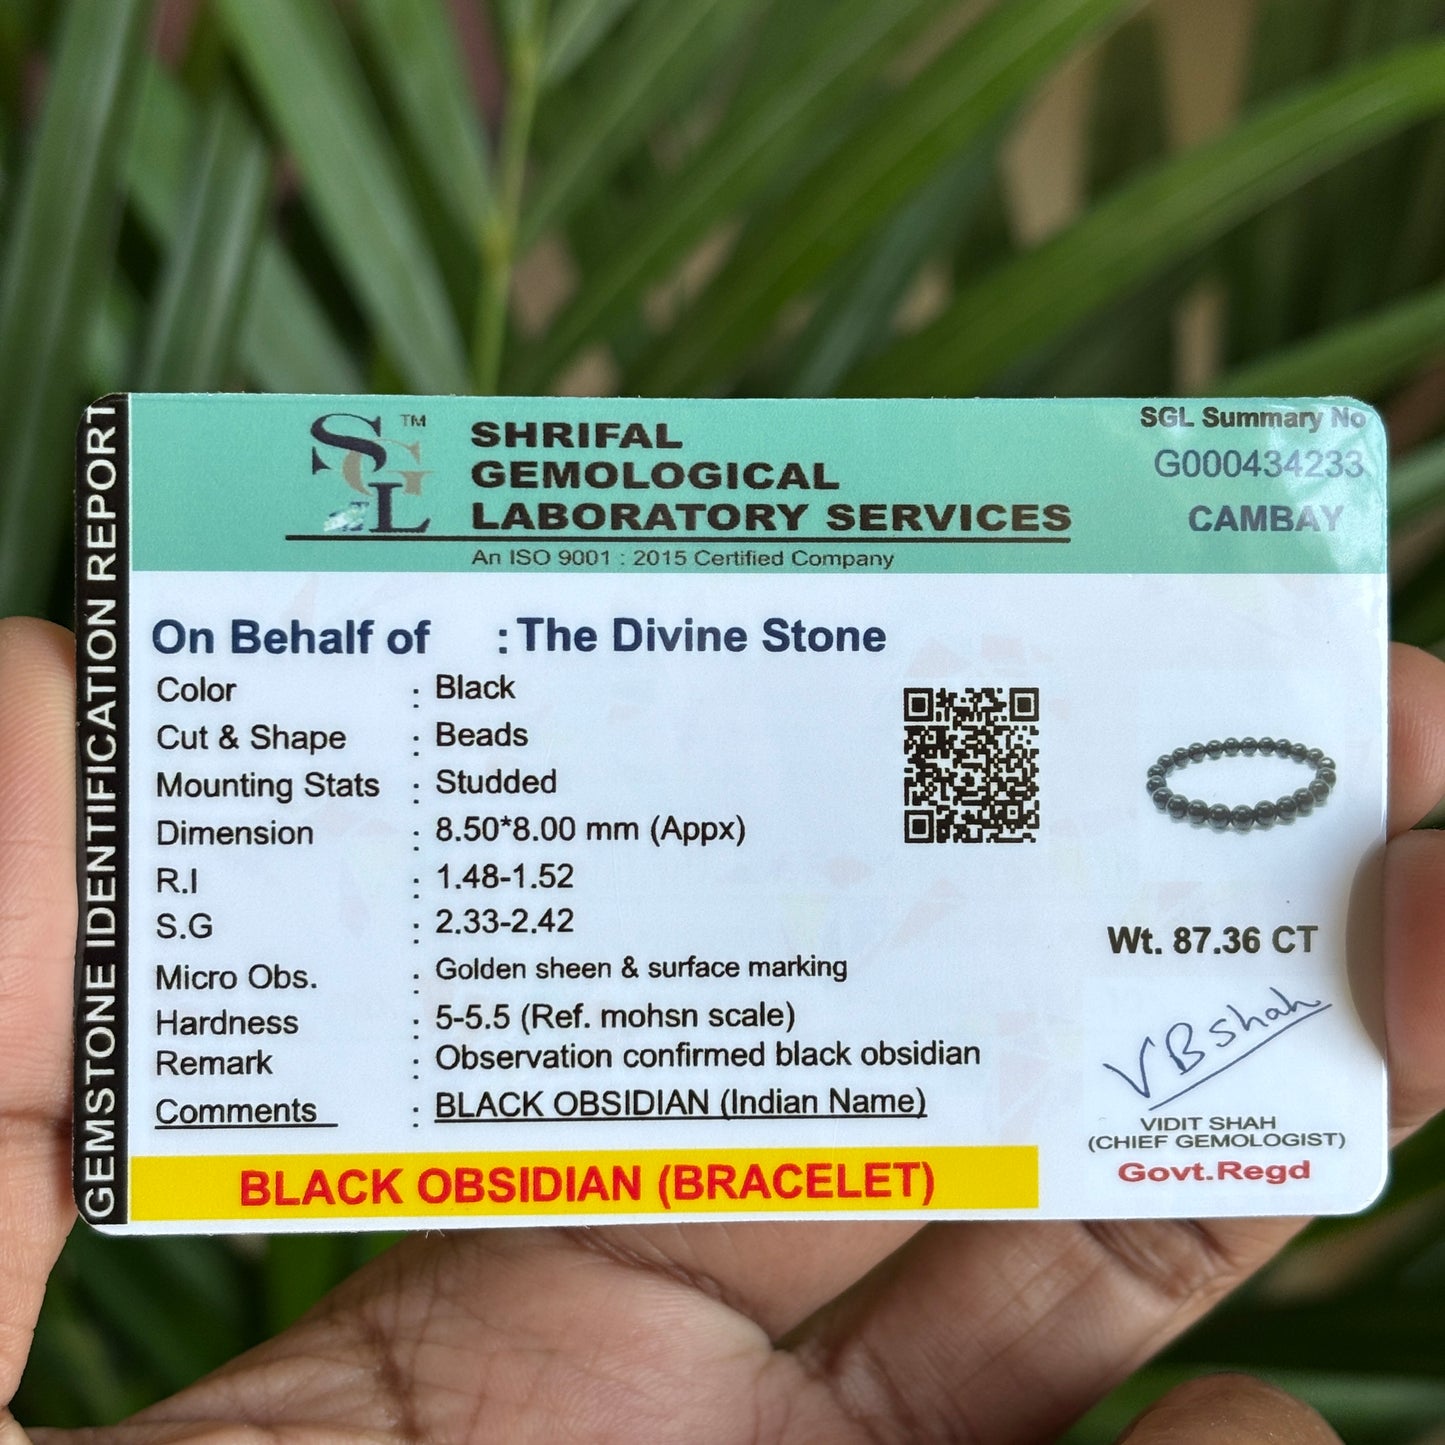 GEMSTONE IDENTIFICATION REPORT
SGL
TM
SHRIFAL
GEMOLOGICAL
LABORATORY SERVICES
An ISO 9001 : 2015 Certified Company
SGL Summary No
G000434233
CAMBAY
On Behalf of : The Divine Stone
Color : Black
Cut & Shape : Beads
Mounting Stats : Studded
Dimension : 8.50*8.00 mm (Appx)
R.I : 1.48-1.52
S.G : 2.33-2.42
Micro Obs. : Golden sheen & surface marking
Hardness : 5-5.5 (Ref. mohsn scale)
Remark : Observation confirmed black obsidian
Comments : BLACK OBSIDIAN (Indian Name)
BLACK OBSIDIAN (BRACELET)
Wt. 87.36 CT
VBshah
VIDIT SHAH
(CHIEF GEMOLOGIST)
Govt.Regd